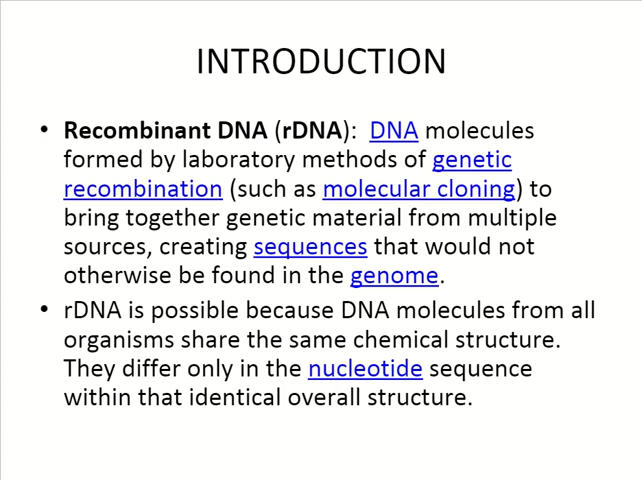 INTRODUCTION
• Recombinant DNA (rDNA): DNA molecules
formed by laboratory methods of genetic
recombination (such as molecular cloning) to
bring together genetic material from multiple
sources, creating sequences that would not
otherwise be found in the genome.
• rDNA is possible because DNA molecules from all
organisms share the same chemical structure.
They differ only in the nucleotide sequence
within that identical overall structure.